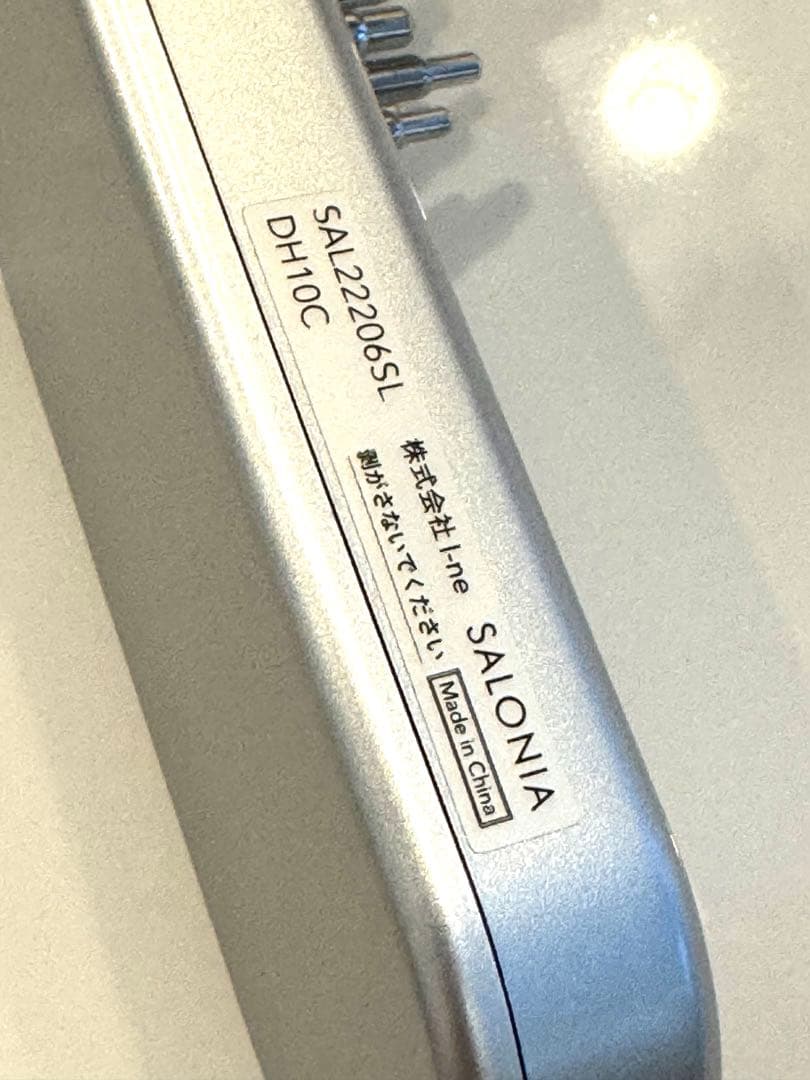 SAL22206SL
DH10C
株式会社 I-ne
剥がさないでください
SALONIA
Made in China